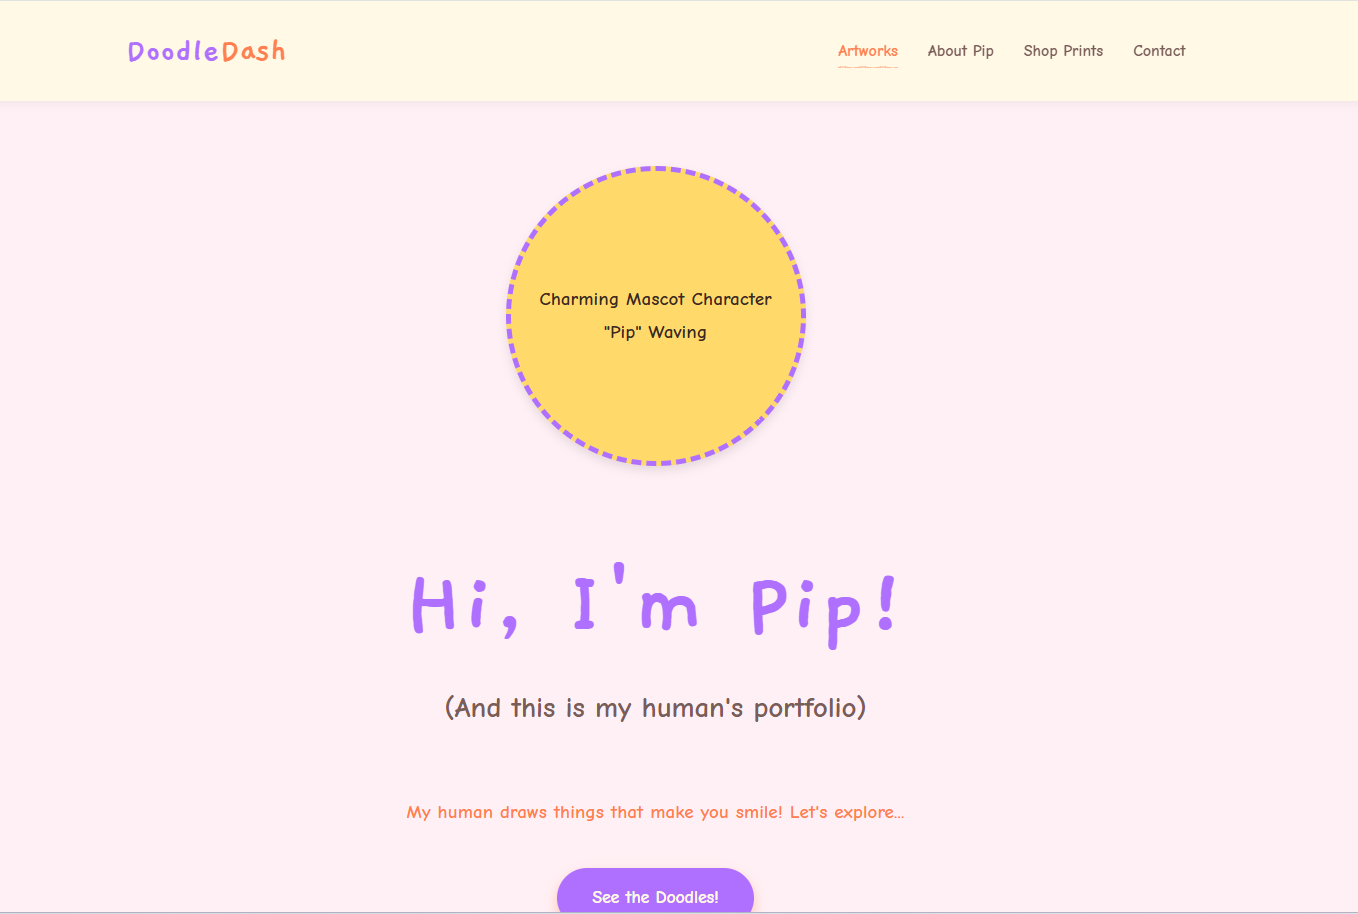 DoodleDash
Artworks
About Pip
Shop Prints
Contact
Charming Mascot Character
"Pip" Waving
Hi, I'm Pip!
(And this is my human's portfolio)
My human draws things that make you smile! Let's explore...
See the Doodles!